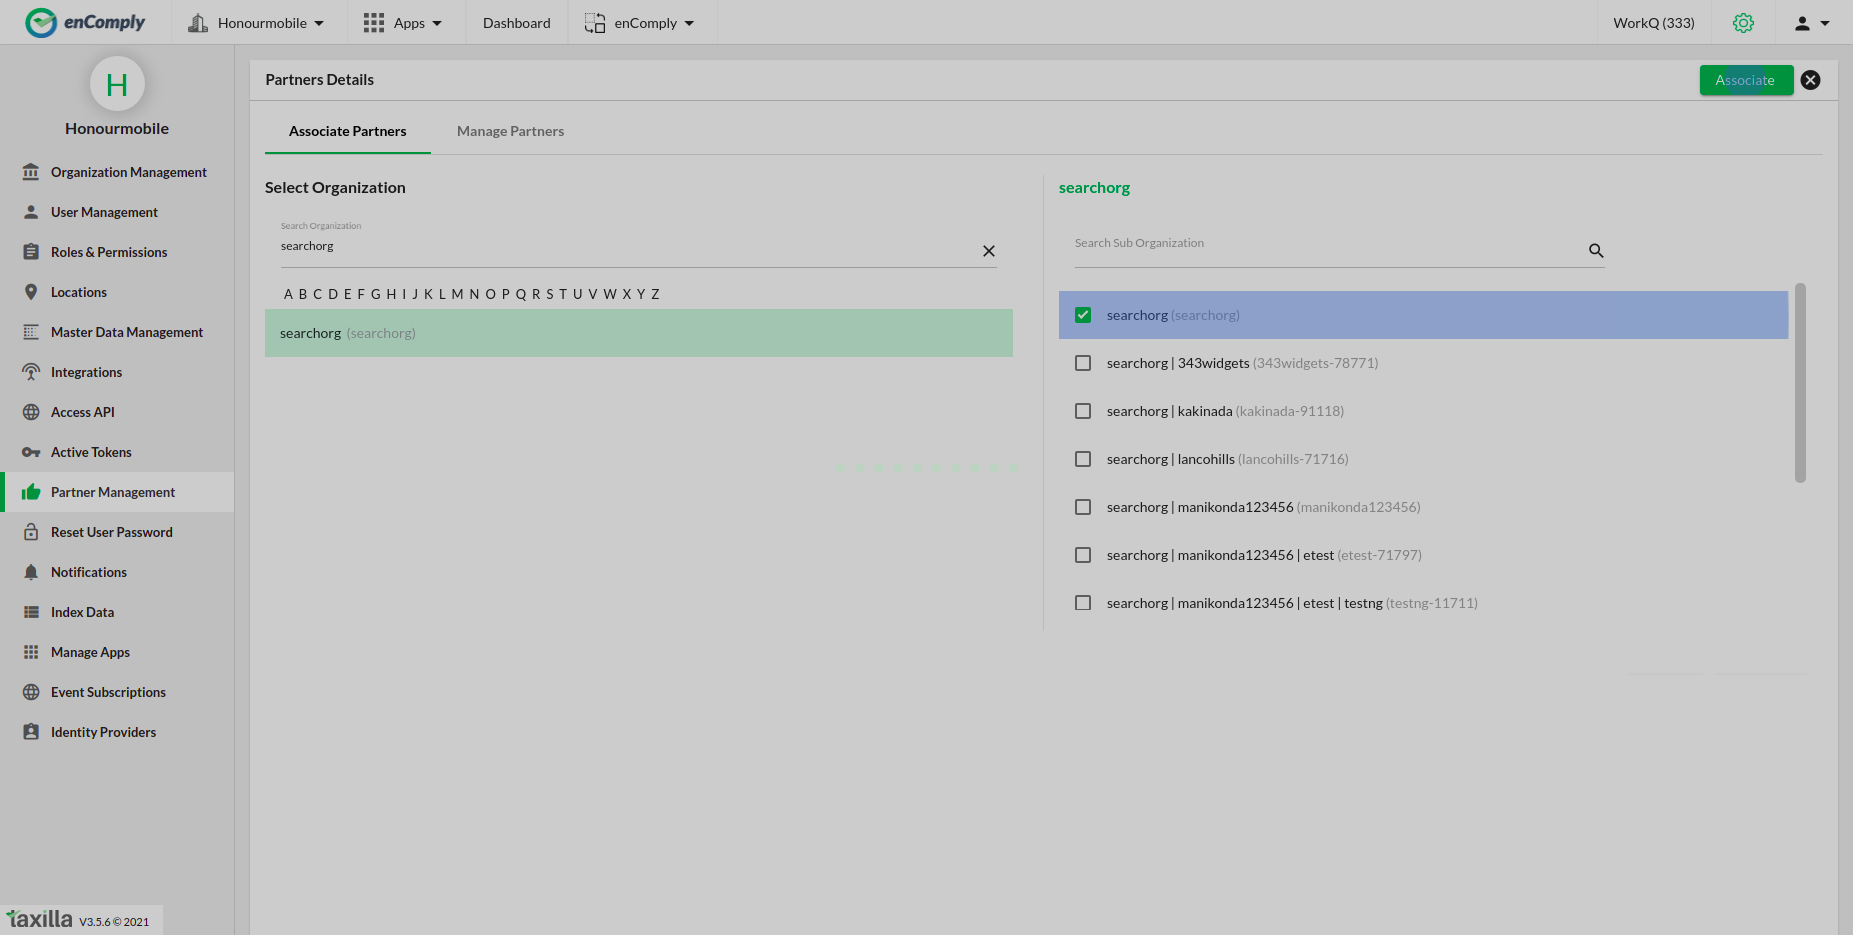 enComply
Honourmobile
Apps
Dashboard
enComply
WorkQ (333)
H
Honourmobile
Organization Management
User Management
Roles & Permissions
Locations
Master Data Management
Integrations
Access API
Active Tokens
Partner Management
Reset User Password
Notifications
Index Data
Manage Apps
Event Subscriptions
Identity Providers
taxilla V3.5.6 © 2021
Partners Details
Associate
Associate Partners
Manage Partners
Select Organization
Search Organization
searchorg
A B C D E F G H I J K L M N O P Q R S T U V W X Y Z
searchorg (searchorg)
searchorg
Search Sub Organization
searchorg (searchorg)
searchorg | 343widgets (343widgets-78771)
searchorg | kakinada (kakinada-91118)
searchorg | lancohills (lancohills-71716)
searchorg | manikonda123456 (manikonda123456)
searchorg | manikonda123456 | etest (etest-71797)
searchorg | manikonda123456 | etest | testng (testng-11711)